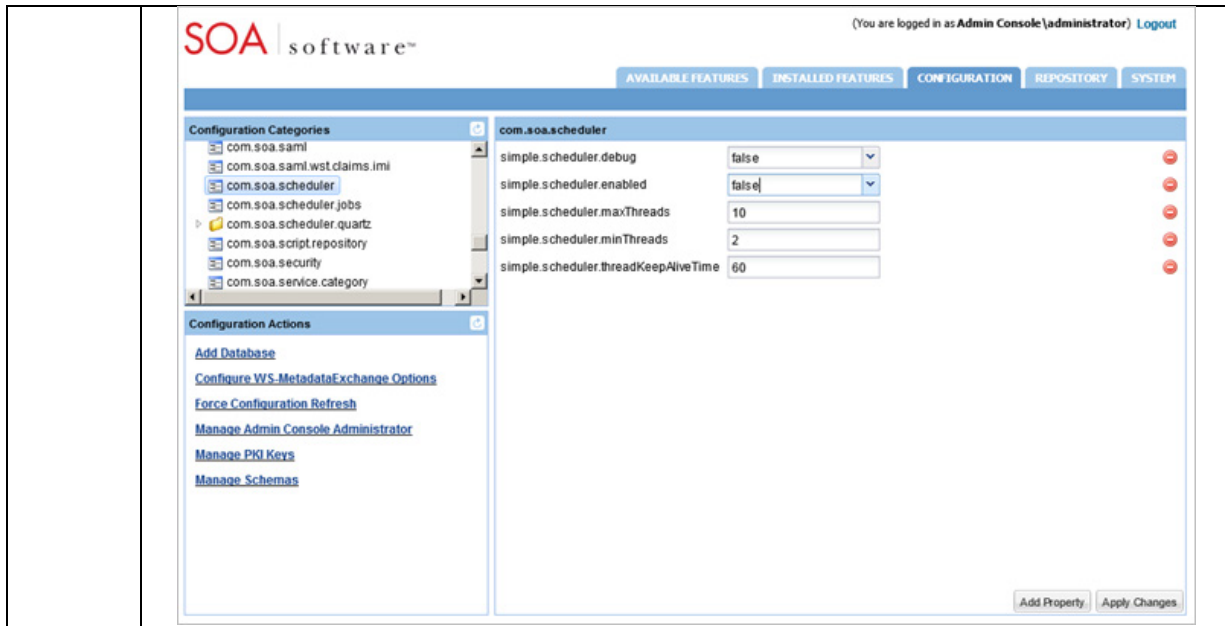 (You are logged in as Admin Console\administrator) Logout
SOA software™
AVAILABLE FEATURES INSTALLED FEATURES CONFIGURATION REPOSITORY SYSTEM
Configuration Categories
com.soa.saml
com.soa.saml.wst.claims.imi
com.soa.scheduler
com.soa.scheduler.jobs
com.soa.scheduler.quartz
com.soa.script.repository
com.soa.security
com.soa.service.category
Configuration Actions
Add Database
Configure WS-MetadataExchange Options
Force Configuration Refresh
Manage Admin Console Administrator
Manage PKI Keys
Manage Schemas
com.soa.scheduler
simple.scheduler.debug false
simple.scheduler.enabled false
simple.scheduler.maxThreads 10
simple.scheduler.minThreads 2
simple.scheduler.threadKeepAliveTime 60
Add Property Apply Changes